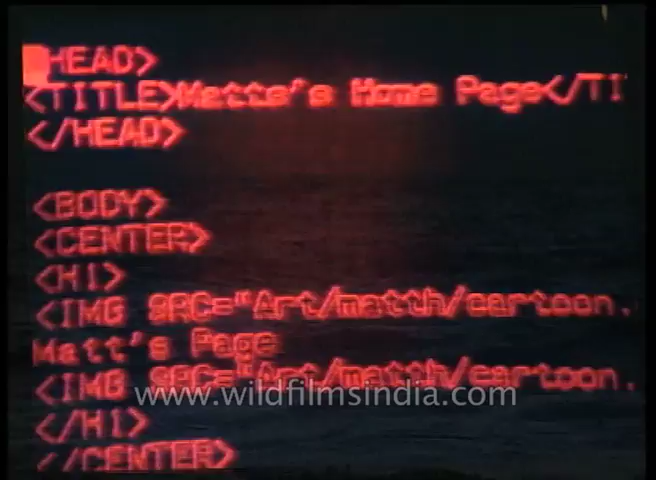 <HEAD>
<TITLE>Matts's Home Page</TI
</HEAD>
<BODY>
<CENTER>
<H1>
<IMG SRC="Art/matth/cartoon.
Matt's Page
<IMG SRC="Art/matth/cartoon.
www.wildfilmsindia.com
</H1>
</CENTER>